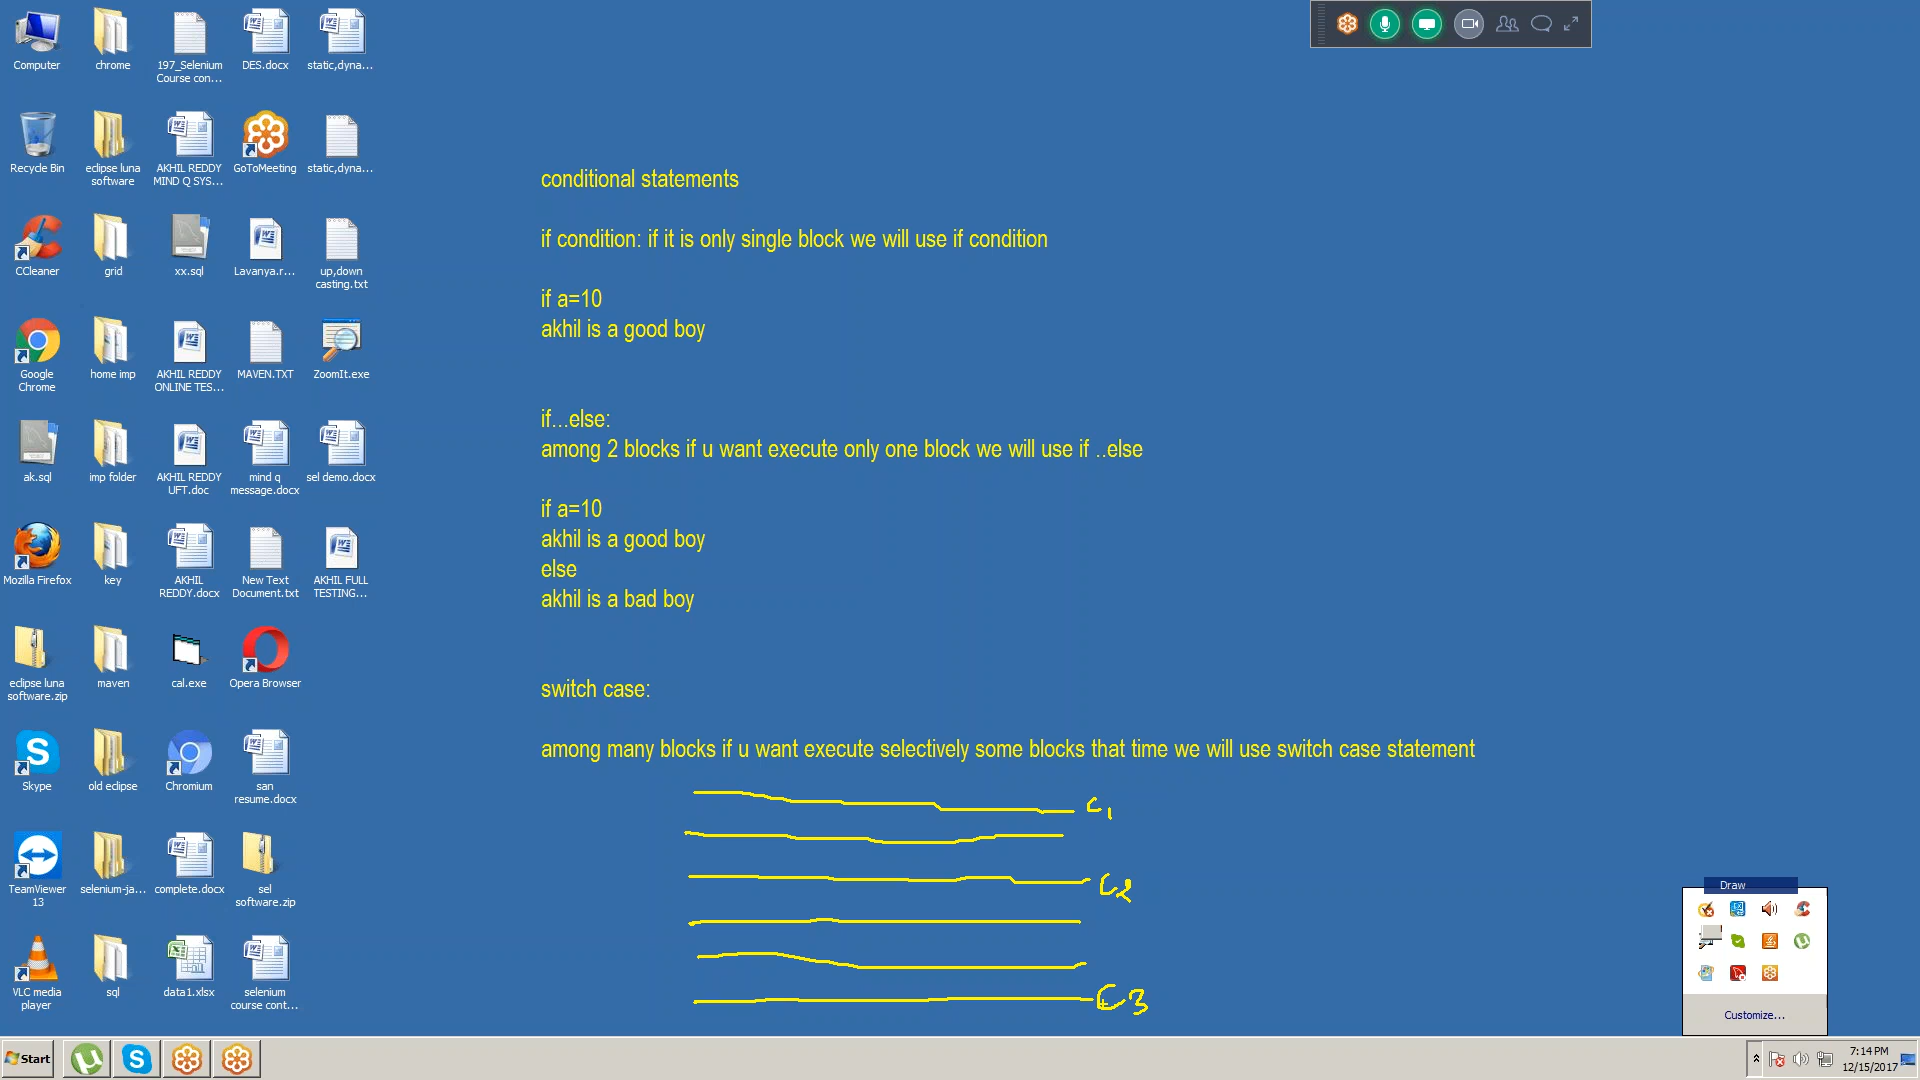 Computer
chrome
197_Selenium
Course con...
DES.docx
static,dyna...
Recycle Bin
eclipse luna
software
AKHIL REDDY
MIND Q SYS...
GoToMeeting
static,dyna...
CCleaner
grid
xx.sql
Lavanya.r...
up,down
casting.txt
Google
Chrome
home imp
AKHIL REDDY
ONLINE TES...
MAVEN.TXT
ZoomIt.exe
ak.sql
imp folder
AKHIL REDDY
UFT.doc
mind q
message.docx
sel demo.docx
Mozilla Firefox
key
AKHIL
REDDY.docx
New Text
Document.txt
AKHIL FULL
TESTING...
eclipse luna
software.zip
maven
cal.exe
Opera Browser
Skype
old eclipse
Chromium
san
resume.docx
TeamViewer
13
selenium-ja...
complete.docx
sel
software.zip
VLC media
player
sql
data1.xlsx
selenium
course cont...
conditional statements
if condition: if it is only single block we will use if condition
if a=10
akhil is a good boy
if...else:
among 2 blocks if u want execute only one block we will use if ..else
if a=10
akhil is a good boy
else
akhil is a bad boy
switch case:
among many blocks if u want execute selectively some blocks that time we will use switch case statement
C1
C2
C3
Draw
Customize...
Start
7:14 PM
12/15/2017